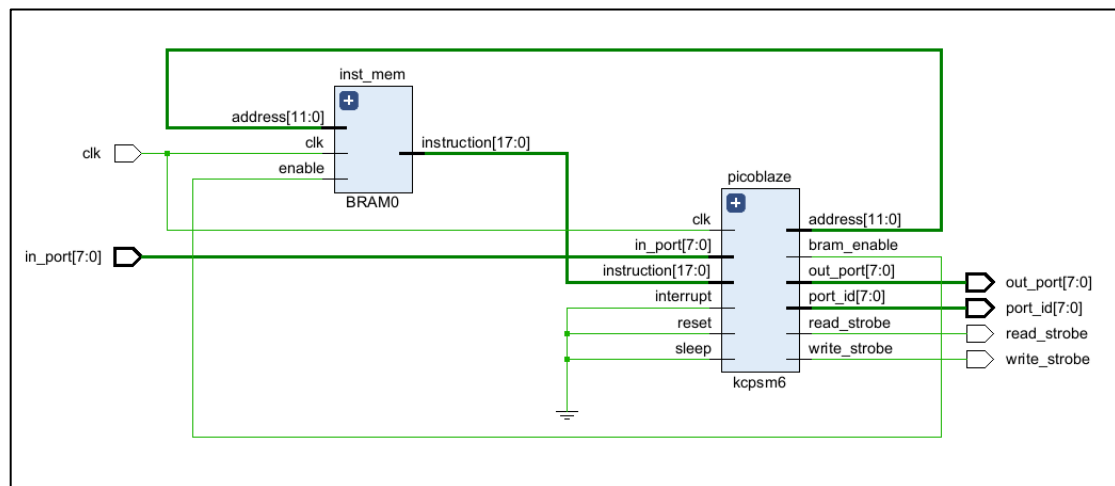 inst_mem
address[11:0]
clk
enable
instruction[17:0]
BRAM0
clk
in_port[7:0]
picoblaze
clk
in_port[7:0]
instruction[17:0]
interrupt
reset
sleep
address[11:0]
bram_enable
out_port[7:0]
port_id[7:0]
read_strobe
write_strobe
kcpsm6
out_port[7:0]
port_id[7:0]
read_strobe
write_strobe